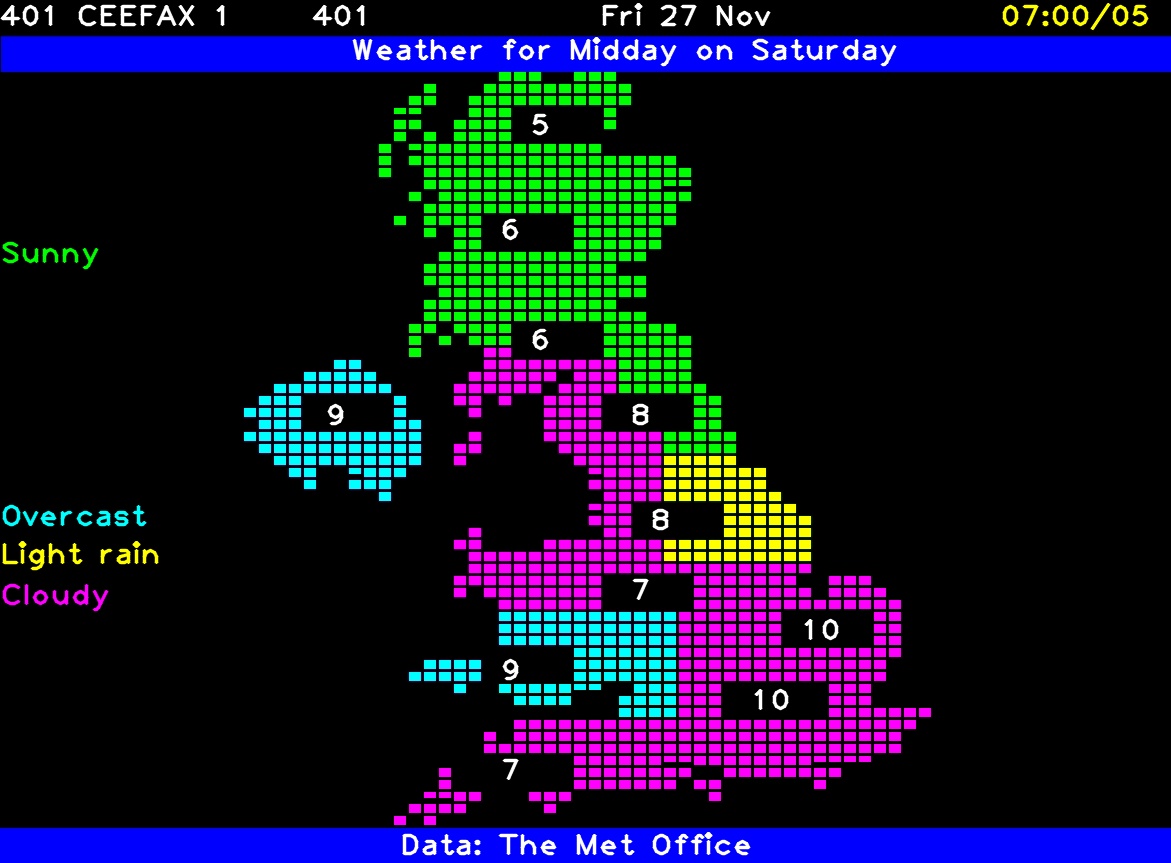 401 CEEFAX 1 401 Fri 27 Nov 07:00/05
Weather for Midday on Saturday
5
6
Sunny
6
9 8
Overcast 8
Light rain
Cloudy 7
10
9
10
7
Data: The Met Office